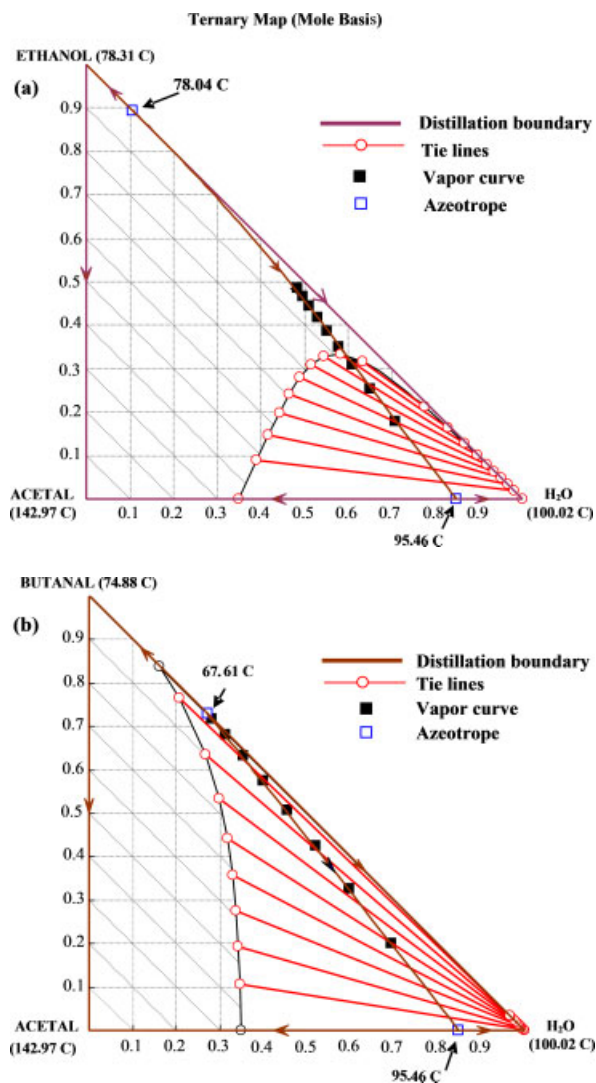 Ternary Map (Mole Basis)
ETHANOL (78.31 C)
(a)
78.04 C
Distillation boundary
Tie lines
Vapor curve
Azeotrope
0.9
0.8
0.7
0.6
0.5
0.4
0.3
0.2
0.1
ACETAL
(142.97 C)
0.1 0.2 0.3 0.4 0.5 0.6 0.7 0.8 0.9
H₂O
(100.02 C)
95.46 C
BUTANAL (74.88 C)
(b)
67.61 C
Distillation boundary
Tie lines
Vapor curve
Azeotrope
0.9
0.8
0.7
0.6
0.5
0.4
0.3
0.2
0.1
ACETAL
(142.97 C)
0.1 0.2 0.3 0.4 0.5 0.6 0.7 0.8 0.9
H₂O
(100.02 C)
95.46 C